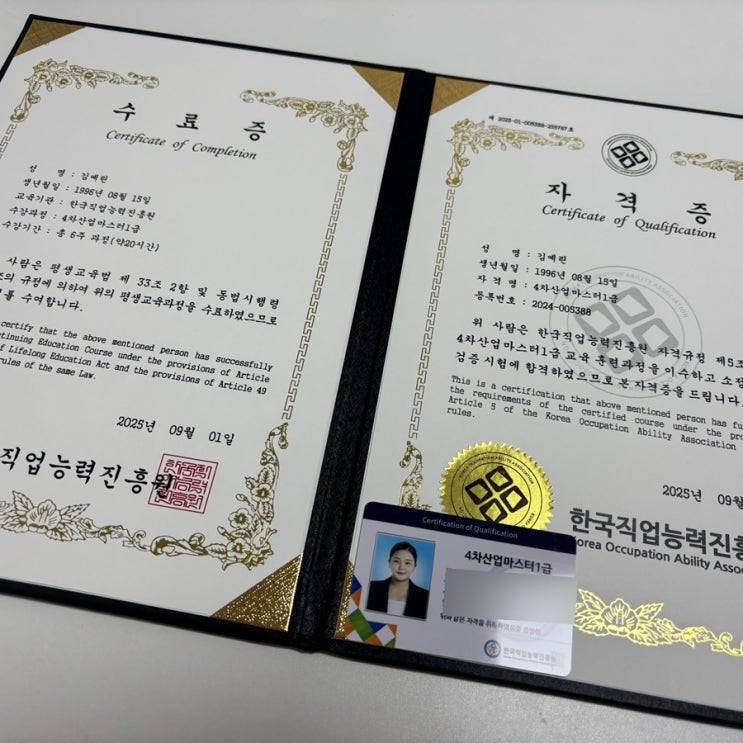 수 료 증
Certificate of Completion
성 명 : 김예린
생년월일 : 1996년 08월 15일
교육기관 : 한국직업능력진흥원
수강과정 : 4차산업마스터1급
수강기간 : 총 6주 과정(약20시간)
사람은 평생교육법 제 33조 2항 및 동법시행령
조의 규정에 의하여 위의 평생교육과정을 수료하였으므로
를 수여합니다.
certify that the above mentioned person has successfully
tinuing Education Course under the provisions of Article
of Lifelong Education Act and the provisions of Article 49
rules of the same Law.
2025년 09월 01일
직업능력진흥원
제 2025-01-005388-255757호
자 격 증
Certificate of Qualification
성 명 : 김예린
생년월일 : 1996년 08월 15일
자 격 명 : 4차산업마스터1급
등록번호 : 2024-005388
위 사람은 한국직업능력진흥원 자격규정 제5조
4차산업마스터1급 교육 훈련과정을 이수하고 소정
검증 시험에 합격하였으므로 본 자격증을 드립니다
This is a certification that above mentioned person has fu
the requirements of the certified course under the pro
Article 5 of the Korea Occupation Ability Association
rules.
2025년 09월
한국직업능력진흥
Korea Occupation Ability Asso
Certification of Qualification
4차산업마스터1급
한국직업능력진흥원